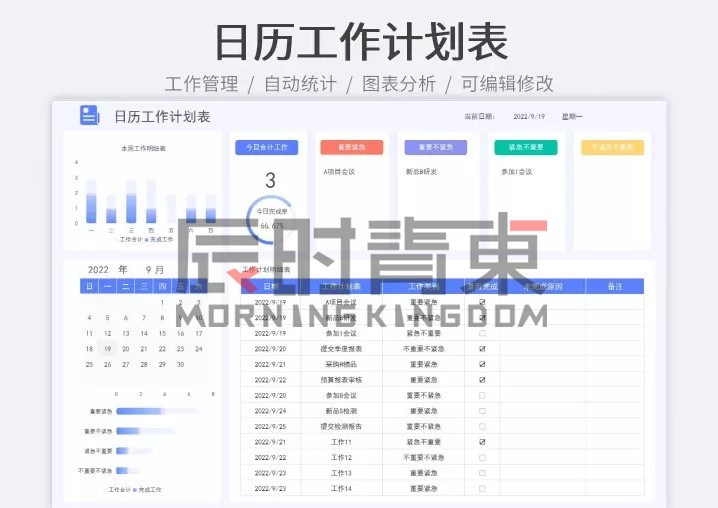 日历工作计划表
工作管理 / 自动统计 / 图表分析 / 可编辑修改
日历工作计划表
当前日期: 2022/9/19 星期一
本周工作明细表
4
3
2
1
0
一 二 三 四 五 六 日
工作合计 完成工作
今日合计工作
3
今日完成率
66.67%
重要紧急
A项目会议
重要不紧急
新品B研发
紧急不重要
参加I会议
不紧急不重要
2022 年 9 月
日 一 二 三 四 五 六
1 2 3
4 5 6 7 8 9 10
11 12 13 14 15 16 17
18 19 20 21 22 23 24
25 26 27 28 29 30
0 2 4 6 8
重要紧急
重要不紧急
紧急不重要
不重要不紧急
工作合计 完成工作
工作计划明细表
日期 工作计划表 工作类别 是否完成 未完成原因 备注
2022/9/19 A项目会议 重要紧急
2022/9/19 新品B研发 重要不紧急
2022/9/19 参加I会议 紧急不重要
2022/9/20 提交季度报表 不重要不紧急
2022/9/21 采购N物品 重要紧急
2022/9/22 预算报表审核 重要紧急
2022/9/20 参加B会议 重要不紧急
2022/9/24 新品S检测 重要紧急
2022/9/25 提交检测报告 重要不紧急
2022/9/21 工作11 紧急不重要
2022/9/22 工作12 不重要不紧急
2022/9/23 工作13 重要紧急
2022/9/23 工作14 重要紧急
辰时青東
MORNING KINGDOM